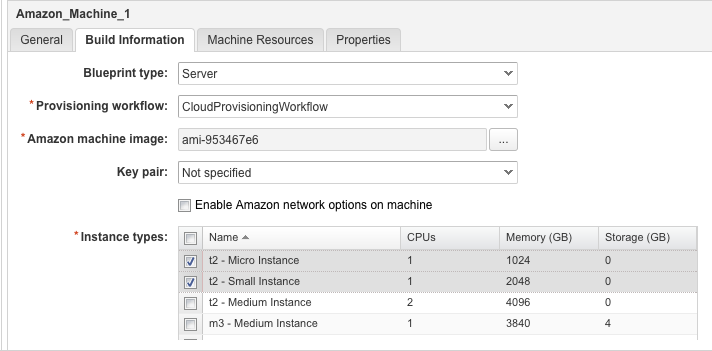 Amazon_Machine_1
General Build Information Machine Resources Properties
Blueprint type: Server
* Provisioning workflow: CloudProvisioningWorkflow
* Amazon machine image: ami-953467e6 ...
Key pair: Not specified
Enable Amazon network options on machine
* Instance types: Name CPUs Memory (GB) Storage (GB)
t2 - Micro Instance 1 1024 0
t2 - Small Instance 1 2048 0
t2 - Medium Instance 2 4096 0
m3 - Medium Instance 1 3840 4